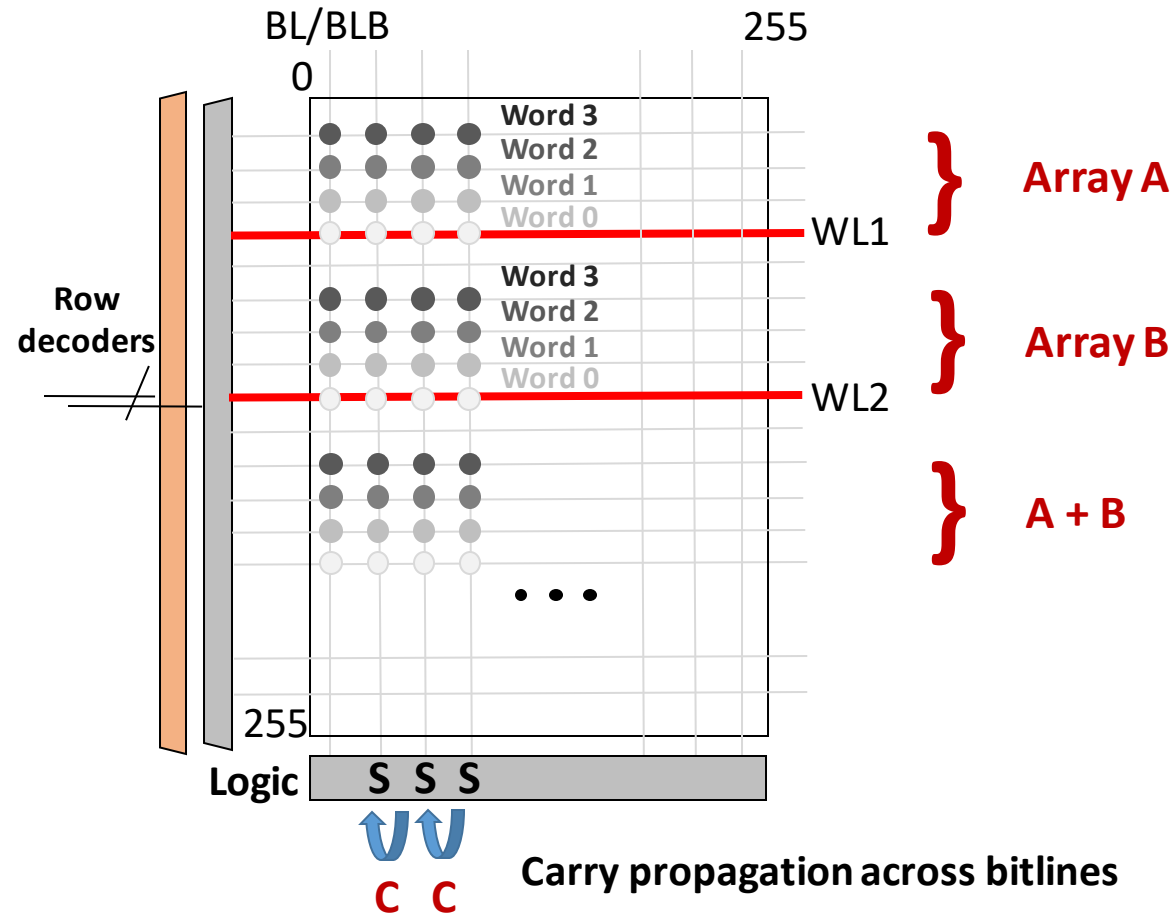 BL/BLB
255
0
Word 3
Word 2
Word 1
Word 0
Array A
WL1
Row
decoders
Word 3
Word 2
Word 1
Word 0
Array B
WL2
A + B
• • •
255
Logic
S S S
C C
Carry propagation across bitlines